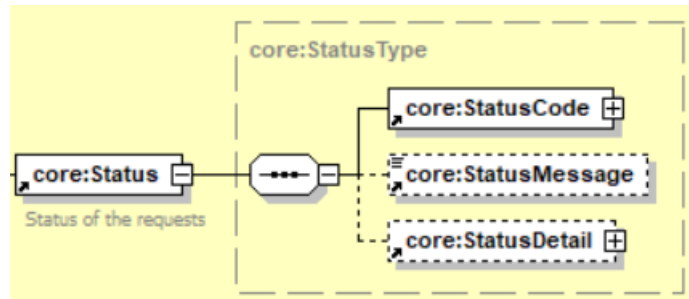 core:StatusType
core:StatusCode
core:Status
core:StatusMessage
Status of the requests
core:StatusDetail